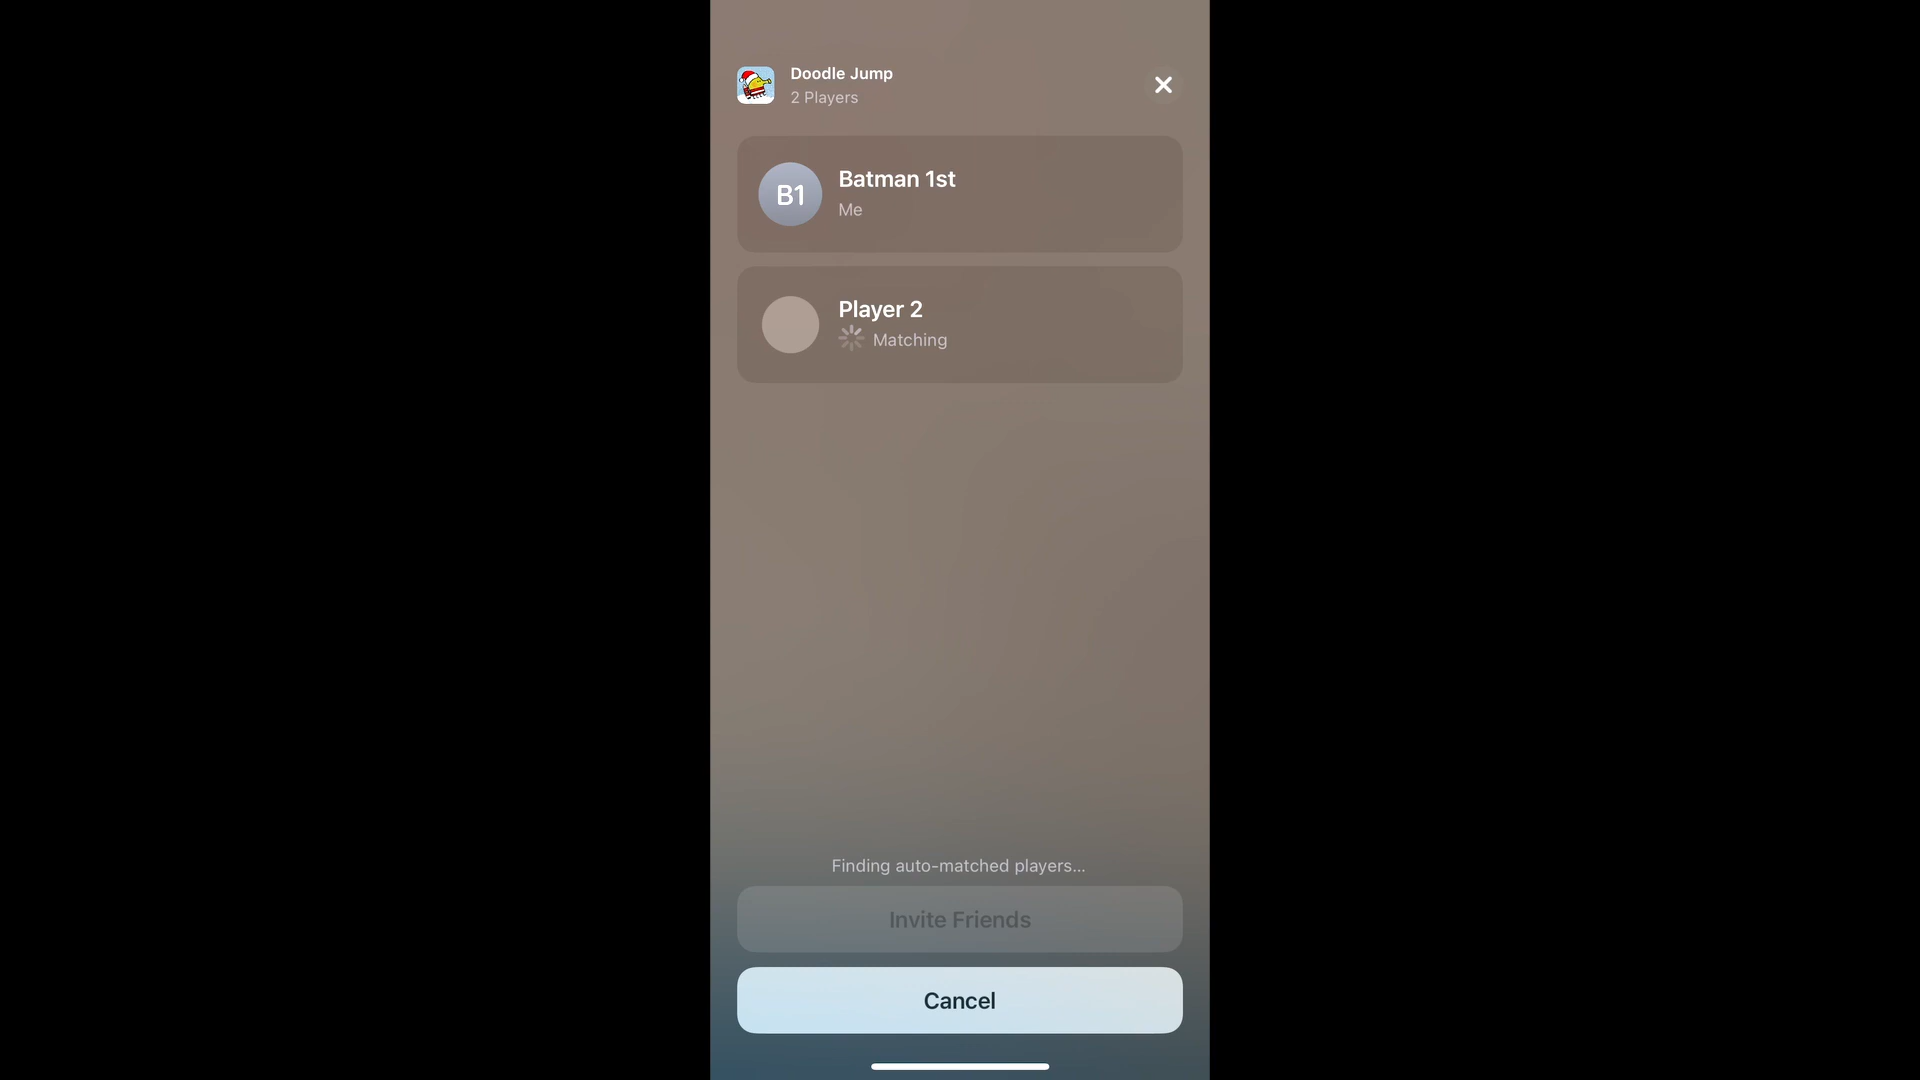 Doodle Jump
2 Players
B1
Batman 1st
Me
Player 2
Matching
Finding auto-matched players...
Invite Friends
Cancel